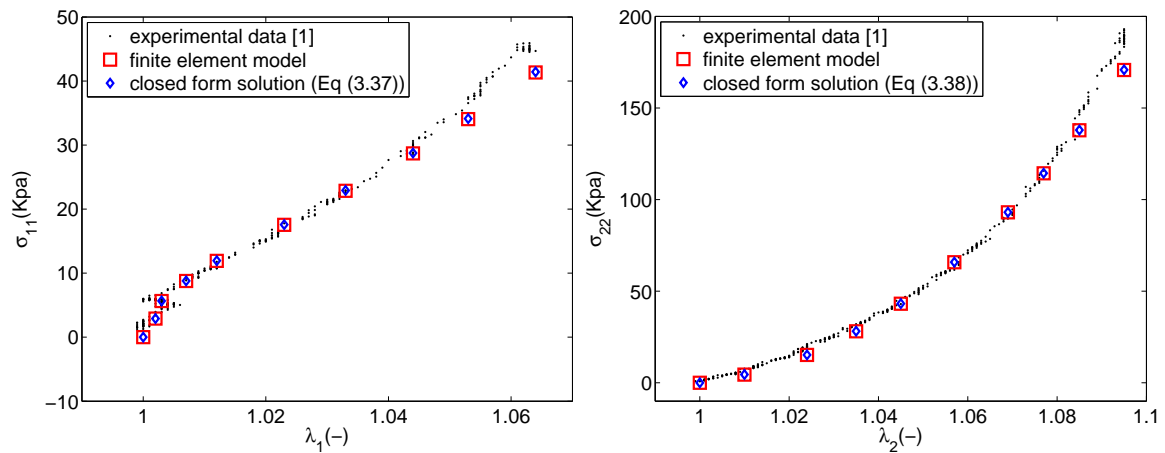 50
40
30
20
10
0
−10
1
1.02
1.04
1.06
σ11(Kpa)
λ1(−)
experimental data [1]
finite element model
closed form solution (Eq (3.37))
200
150
100
50
0
1
1.02
1.04
1.06
1.08
1.1
σ22(Kpa)
λ2(−)
experimental data [1]
finite element model
closed form solution (Eq (3.38))